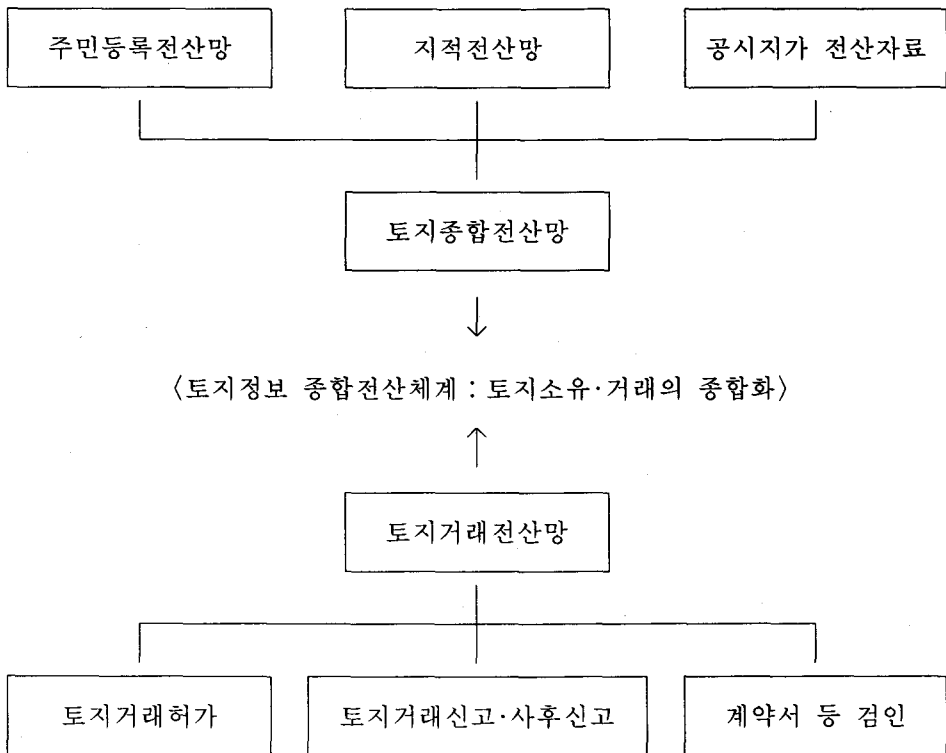 주민등록전산망
지적전산망
공시지가 전산자료
토지종합전산망
〈토지정보 종합전산체계 : 토지소유·거래의 종합화〉
토지거래전산망
토지거래허가
토지거래신고·사후신고
계약서 등 검인